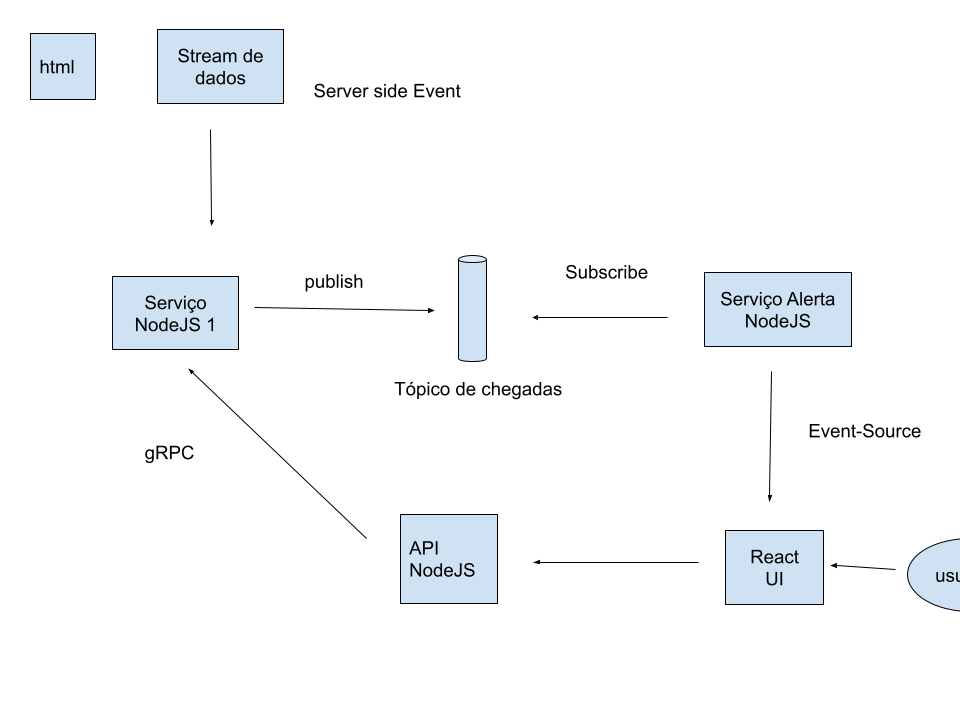 html
Stream de
dados
Server side Event
publish
Subscribe
Serviço
NodeJS 1
Serviço Alerta
NodeJS
Tópico de chegadas
Event-Source
gRPC
API
NodeJS
React
UI
usu